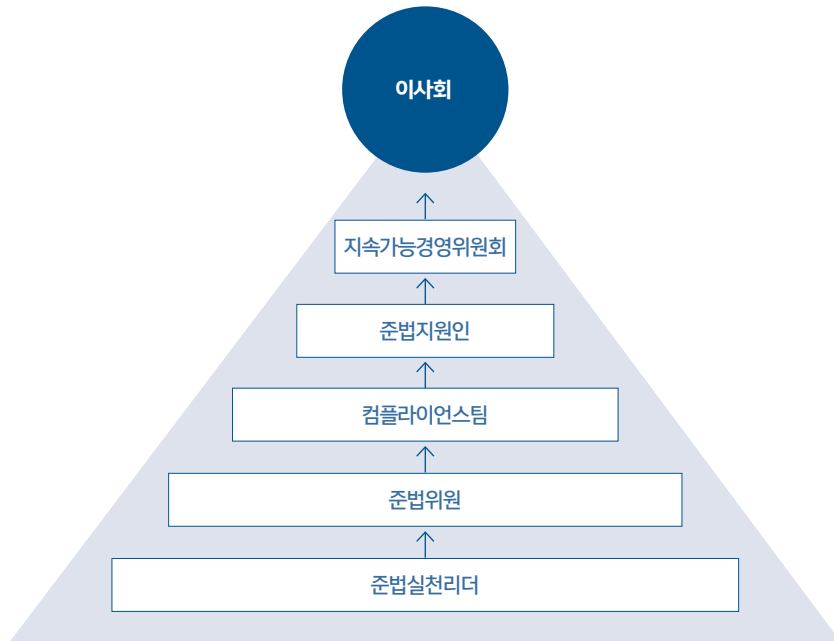 이사회
지속가능경영위원회
준법지원인
컴플라이언스팀
준법위원
준법실천리더